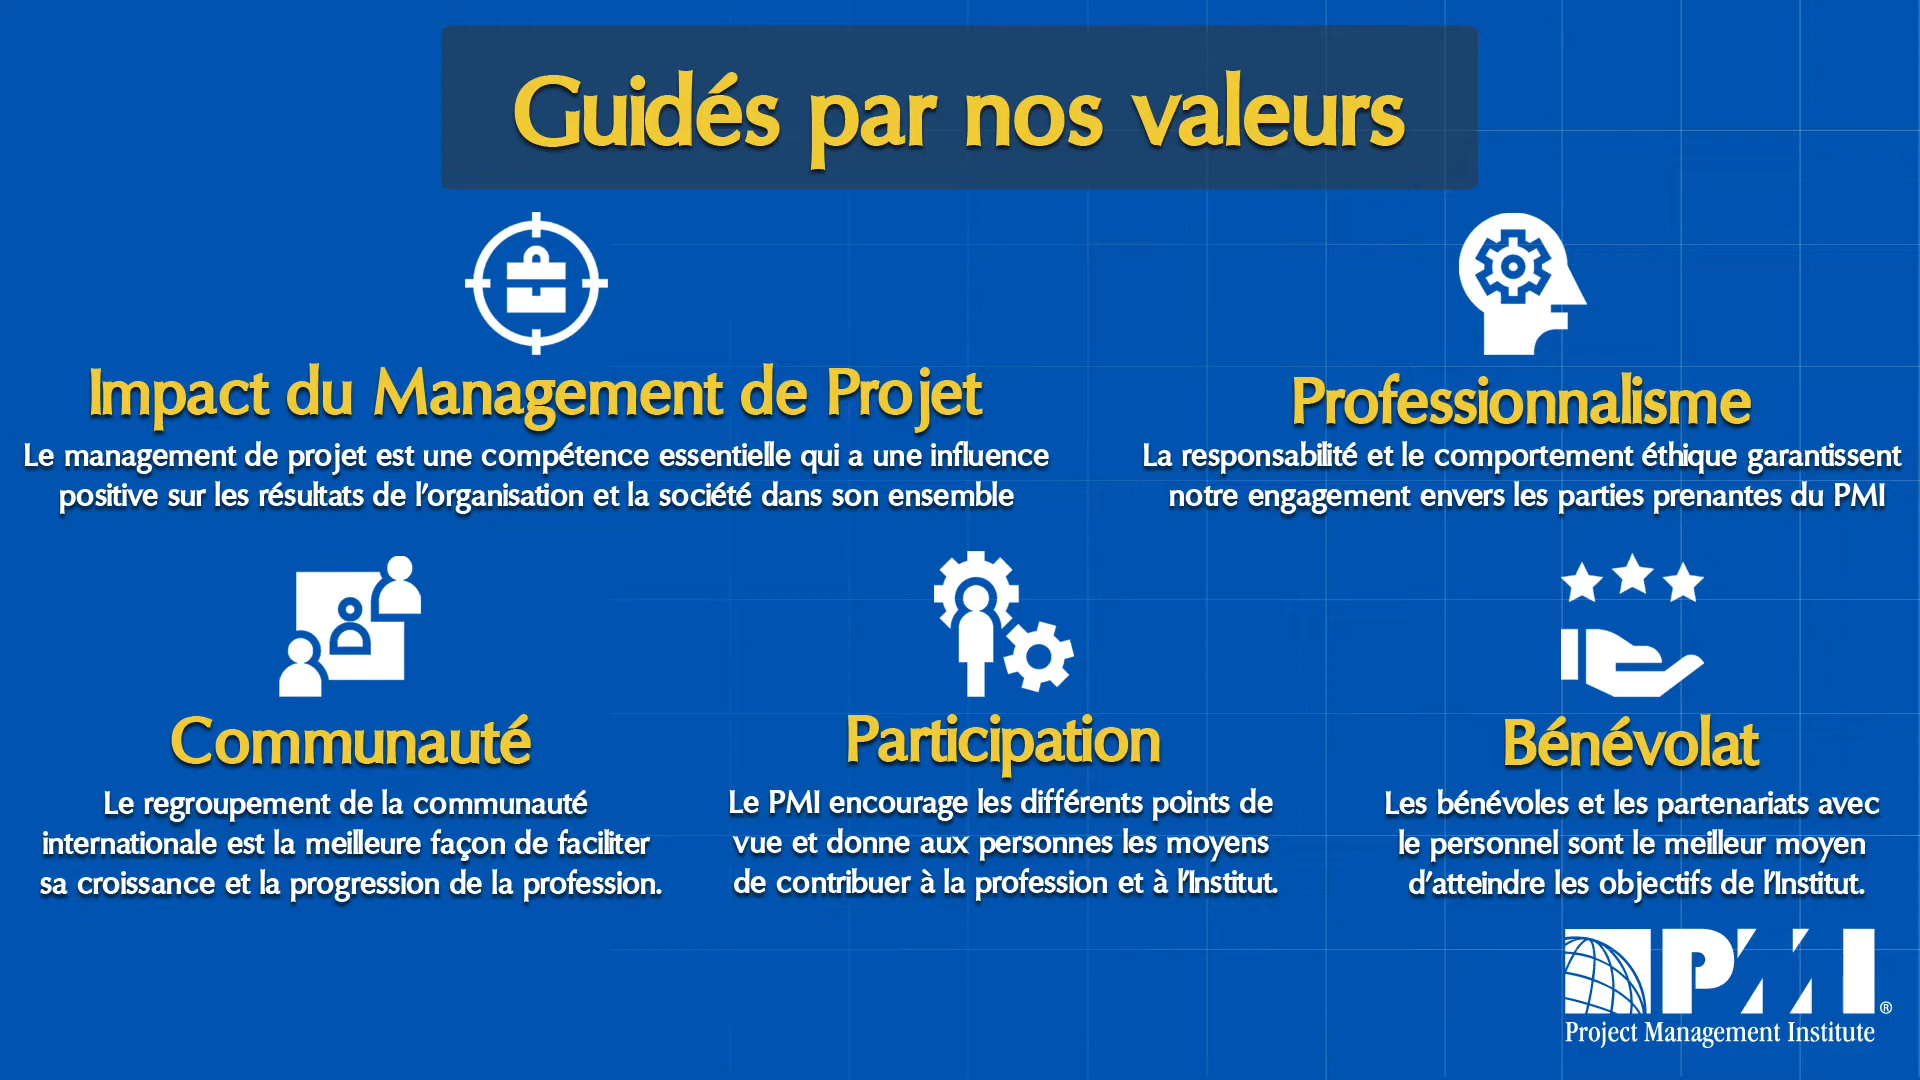 Guidés par nos valeurs
Impact du Management de Projet
Le management de projet est une compétence essentielle qui a une influence
positive sur les résultats de l'organisation et la société dans son ensemble
Professionnalisme
La responsabilité et le comportement éthique garantissent
notre engagement envers les parties prenantes du PMI
Communauté
Le regroupement de la communauté
internationale est la meilleure façon de faciliter
sa croissance et la progression de la profession.
Participation
Le PMI encourage les différents points de
vue et donne aux personnes les moyens
de contribuer à la profession et à l'Institut.
Bénévolat
Les bénévoles et les partenariats avec
le personnel sont le meilleur moyen
d'atteindre les objectifs de l'Institut.
PMI®
Project Management Institute